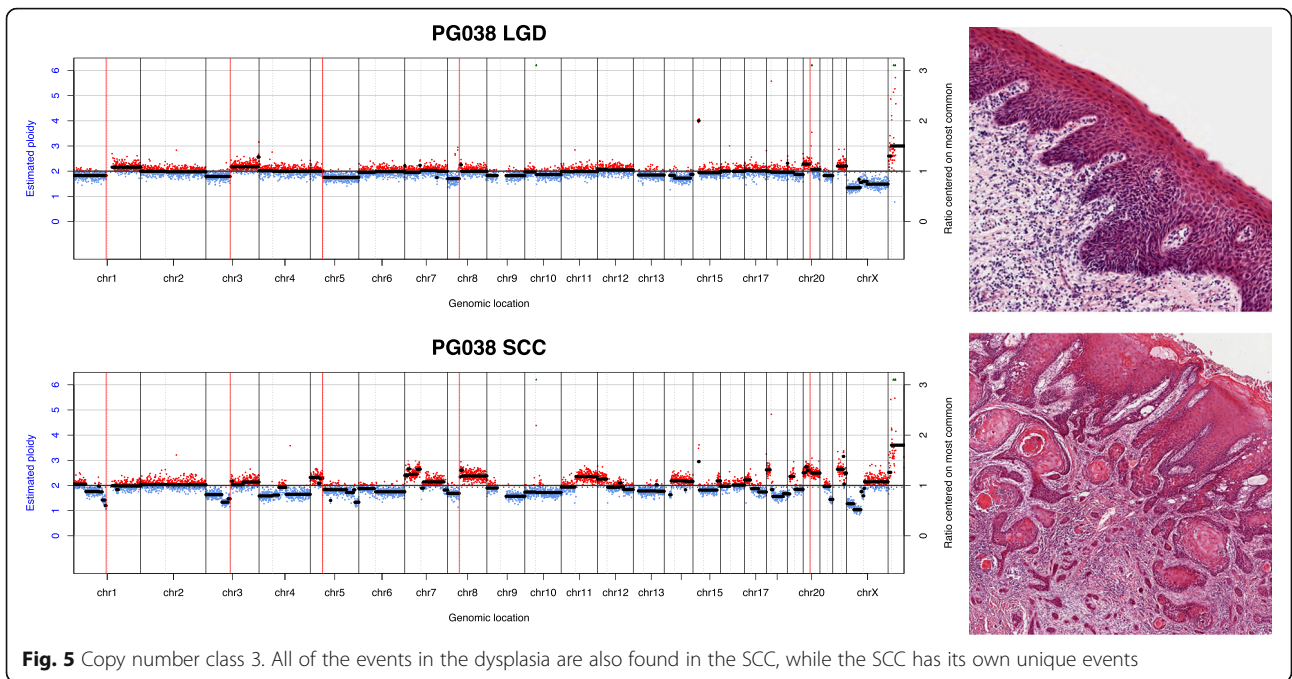 PG038 LGD
Estimated ploidy
6
5
4
3
2
1
0
3
2
1
0
Ratio centered on most common
chr1 chr2 chr3 chr4 chr5 chr6 chr7 chr8 chr9 chr10 chr11 chr12 chr13 chr15 chr17 chr20 chrX
Genomic location
PG038 SCC
Estimated ploidy
6
5
4
3
2
1
0
3
2
1
0
Ratio centered on most common
chr1 chr2 chr3 chr4 chr5 chr6 chr7 chr8 chr9 chr10 chr11 chr12 chr13 chr15 chr17 chr20 chrX
Genomic location
Fig. 5 Copy number class 3. All of the events in the dysplasia are also found in the SCC, while the SCC has its own unique events